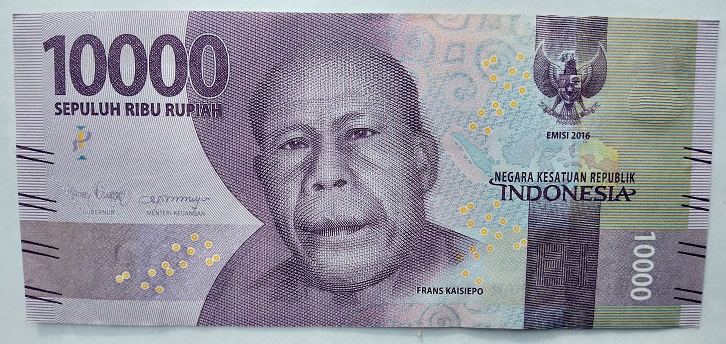 10000
SEPULUH RIBU RUPIAH
EMISI 2016
NEGARA KESATUAN REPUBLIK
INDONESIA
GUBERNUR
MENTERI KEUANGAN
10000
FRANS KAISIEPO